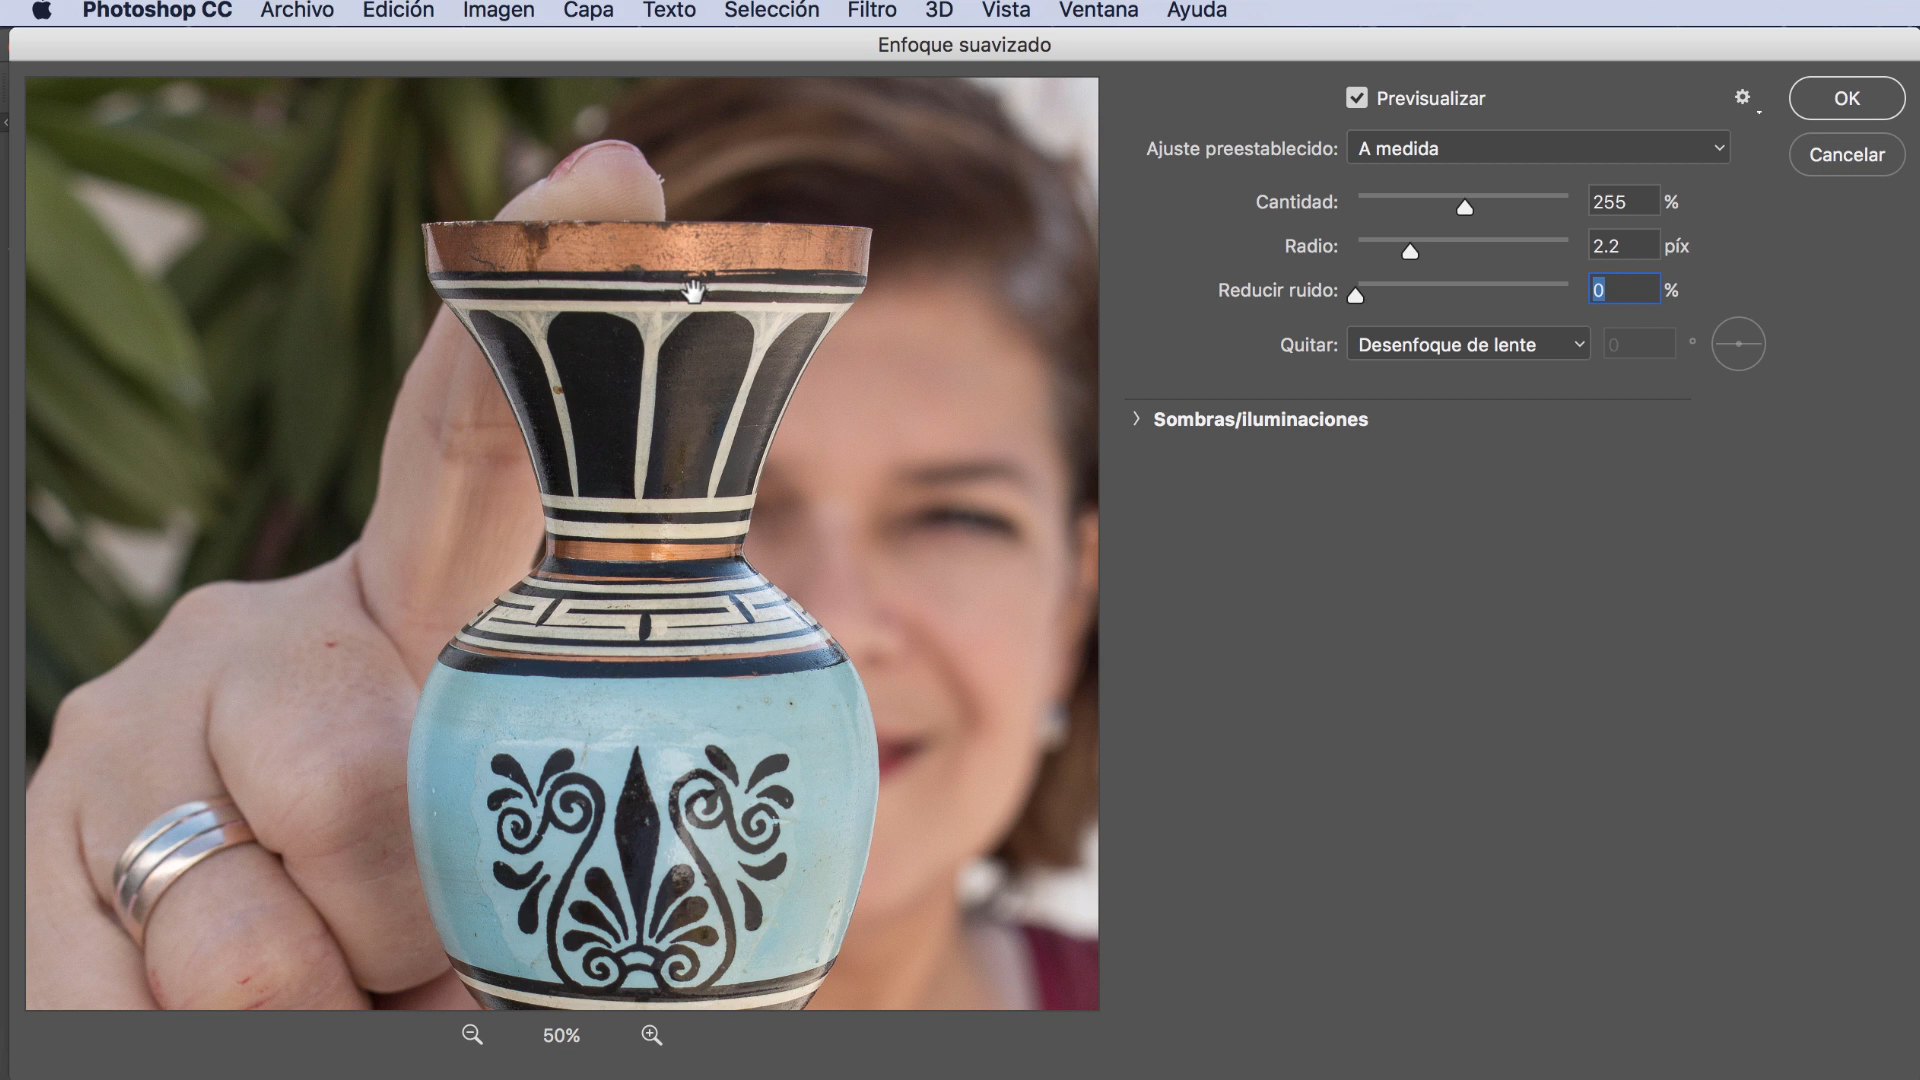 Photoshop CC Archivo Edición Imagen Capa Texto Selección Filtro 3D Vista Ventana Ayuda
Enfoque suavizado
Previsualizar
OK
Ajuste preestablecido: A medida
Cancelar
Cantidad: 255 %
Radio: 2.2 píx
Reducir ruido: 0 %
Quitar: Desenfoque de lente 0 °
Sombras/iluminaciones
50%